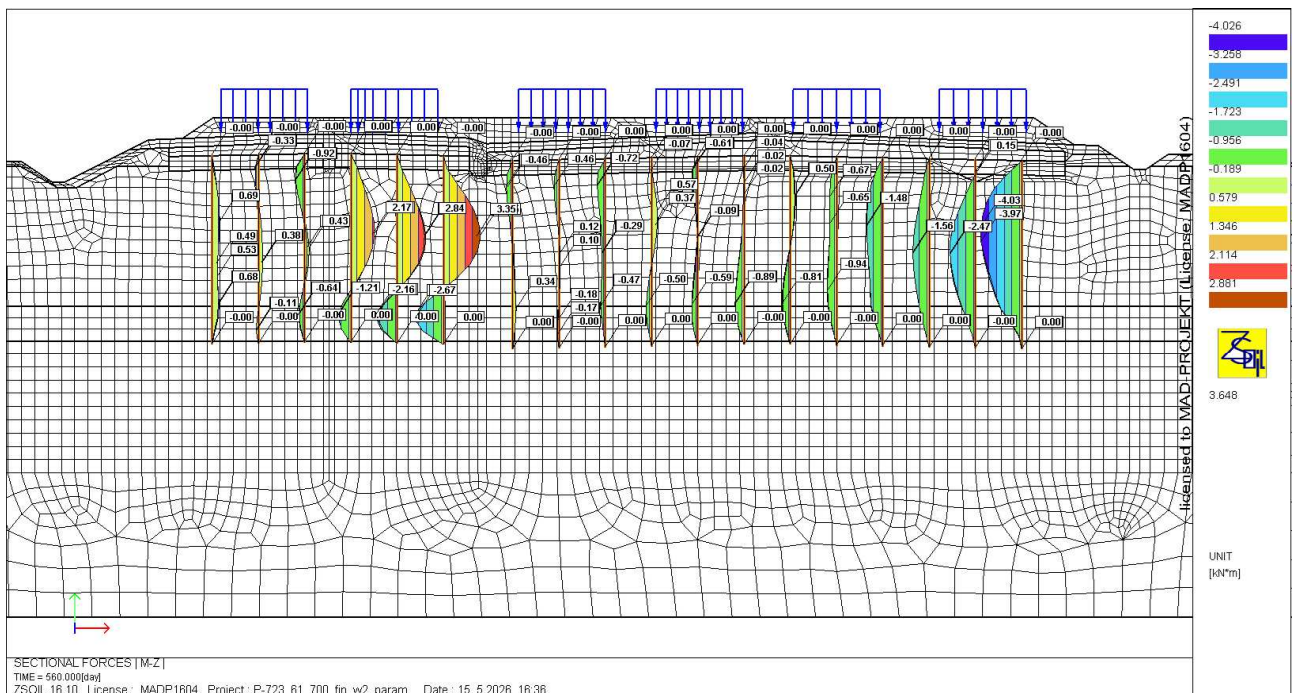 -0.00 -0.00 -0.00 0.00 0.00 -0.00 -0.00 -0.00 0.00 0.00 0.00 0.00 0.00 0.00 0.00 0.00 -0.00 -0.00
-0.33 -0.07 -0.61 -0.04 0.15
-0.92 -0.46 -0.46 -0.72 -0.02
-0.02 0.50 -0.67
0.69 0.57 -0.65 -1.48 -4.03
0.37
2.17 2.84 3.35 -0.09 -3.97
0.43 0.12 -0.29 -1.56 -2.47
0.49 0.38 0.10
0.53
-0.94
0.68 0.34 -0.47 -0.50 -0.59 -0.89 -0.81
-0.64 -1.21 -2.16 -2.67 -0.18
-0.11 -0.17
-0.00 -0.00 -0.00 0.00 -0.00 0.00 0.00 -0.00 0.00 0.00 0.00 -0.00 -0.00 0.00 0.00 -0.00 0.00
-4.026
-3.258
-2.491
-1.723
-0.956
-0.189
0.579
1.346
2.114
2.881
ZSoil
3.648
UNIT
[kN*m]
licensed to MAD-PROJEKT (License: MADP1604)
SECTIONAL FORCES | M-Z |
TIME = 560.000[day]
ZSOIL 16.10 License : MADP1604 Project : P-723_61_700_fin_w2_param Date : 15.5.2026 16:36